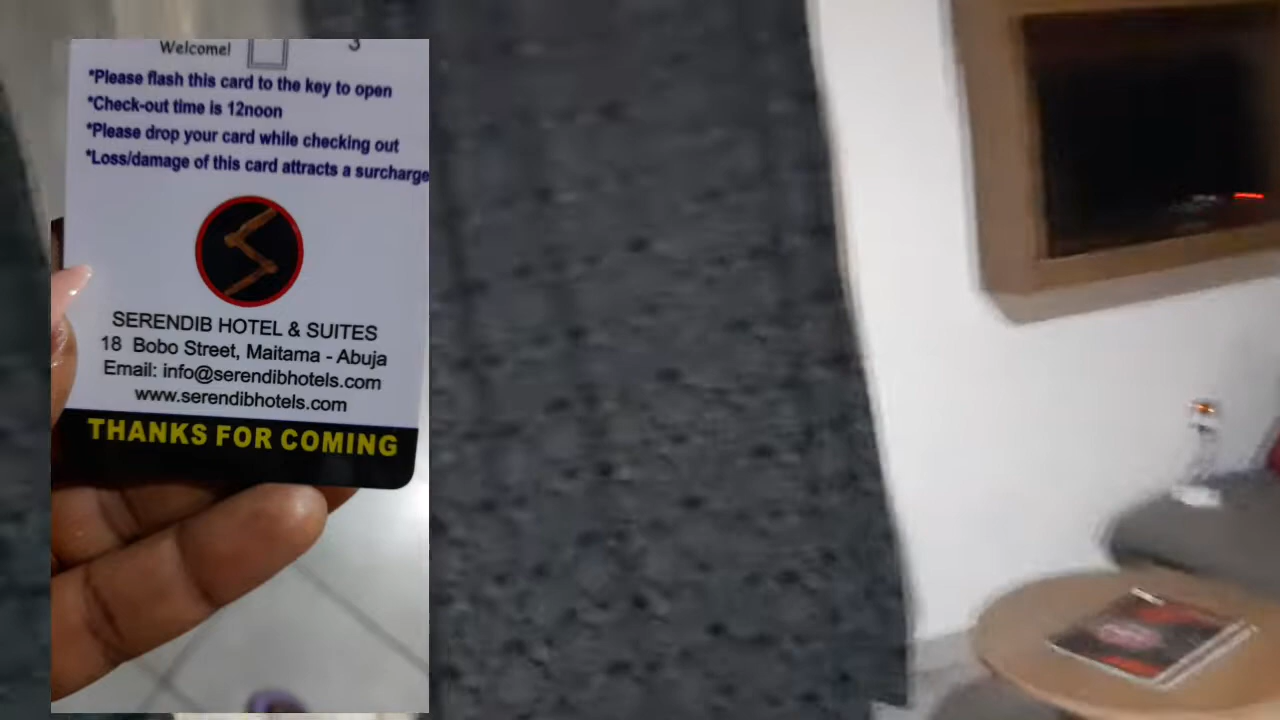 Welcome!
*Please flash this card to the key to open
*Check-out time is 12noon
*Please drop your card while checking out
*Loss/damage of this card attracts a surcharge
SERENDIB HOTEL & SUITES
18 Bobo Street, Maitama - Abuja
Email: info@serendibhotels.com
www.serendibhotels.com
THANKS FOR COMING